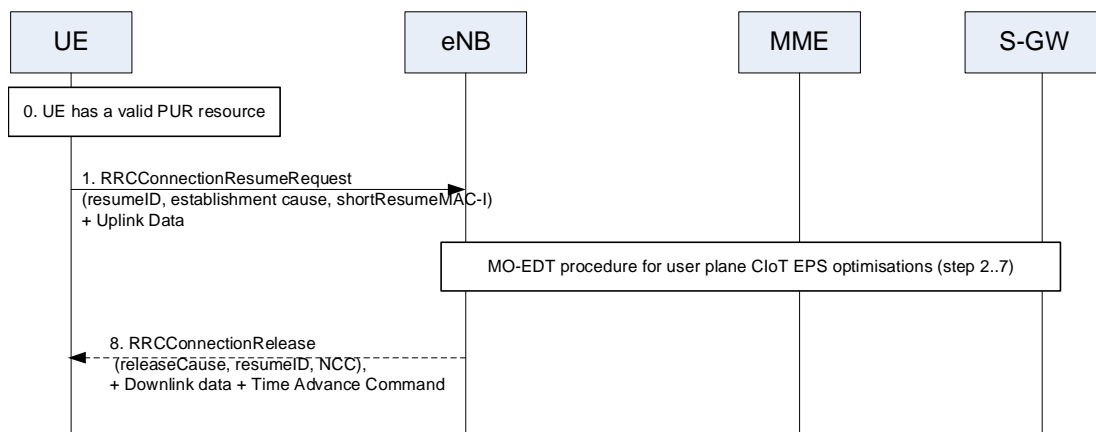 UE
eNB
MME
S-GW
0. UE has a valid PUR resource
1. RRCConnectionResumeRequest
(resumeID, establishment cause, shortResumeMAC-I)
+ Uplink Data
MO-EDT procedure for user plane CIoT EPS optimisations (step 2..7)
8. RRCConnectionRelease
(releaseCause, resumeID, NCC),
+ Downlink data + Time Advance Command